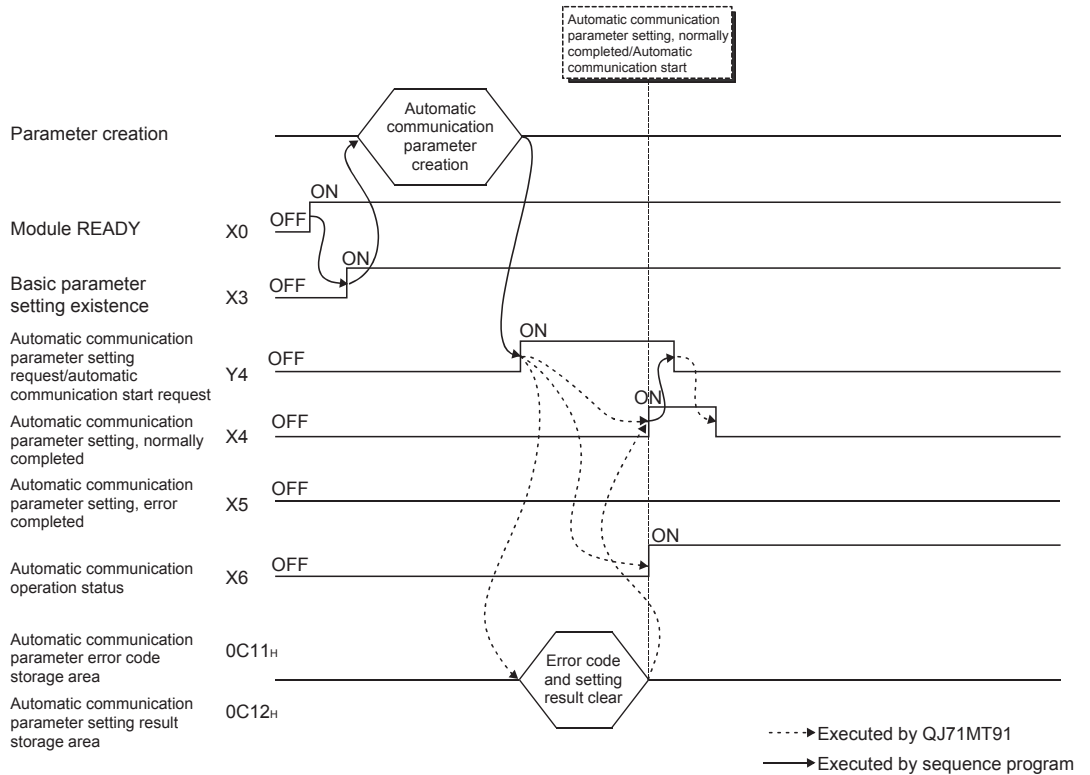 Automatic communication
parameter setting, normally
completed/Automatic
communication start
Automatic
communication
parameter
creation
Parameter creation
ON
Module READY
X0
OFF
ON
Basic parameter
setting existence
X3
OFF
ON
Automatic communication
parameter setting
request/automatic
communication start request
Y4
OFF
ON
Automatic communication
parameter setting, normally
completed
X4
OFF
Automatic communication
parameter setting, error
completed
X5
OFF
ON
Automatic communication
operation status
X6
OFF
Automatic communication
parameter error code
storage area
0C11H
Error code
and setting
result clear
Automatic communication
parameter setting result
storage area
0C12H
Executed by QJ71MT91
Executed by sequence program